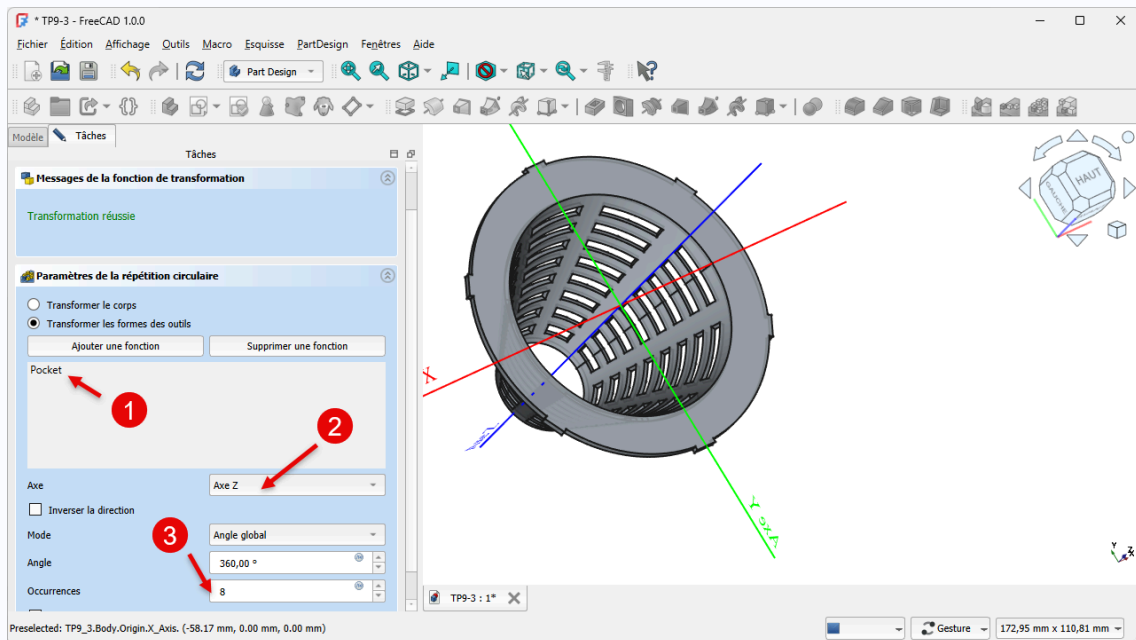 * TP9-3 - FreeCAD 1.0.0
Fichier Édition Affichage Outils Macro Esquisse PartDesign Fenêtres Aide
Part Design
Modèle Tâches
Tâches
Messages de la fonction de transformation
Transformation réussie
Paramètres de la répétition circulaire
Transformer le corps
Transformer les formes des outils
Ajouter une fonction Supprimer une fonction
Pocket
1
2
Axe Axe Z
Inverser la direction
3
Mode Angle global
Angle 360,00 °
Occurrences 8
HAUT
GAUCHE
X
Axe Y
Y
Z
X
TP9-3 : 1*
Preselected: TP9_3.Body.Origin.X_Axis. (-58.17 mm, 0.00 mm, 0.00 mm)
Gesture 172,95 mm x 110,81 mm